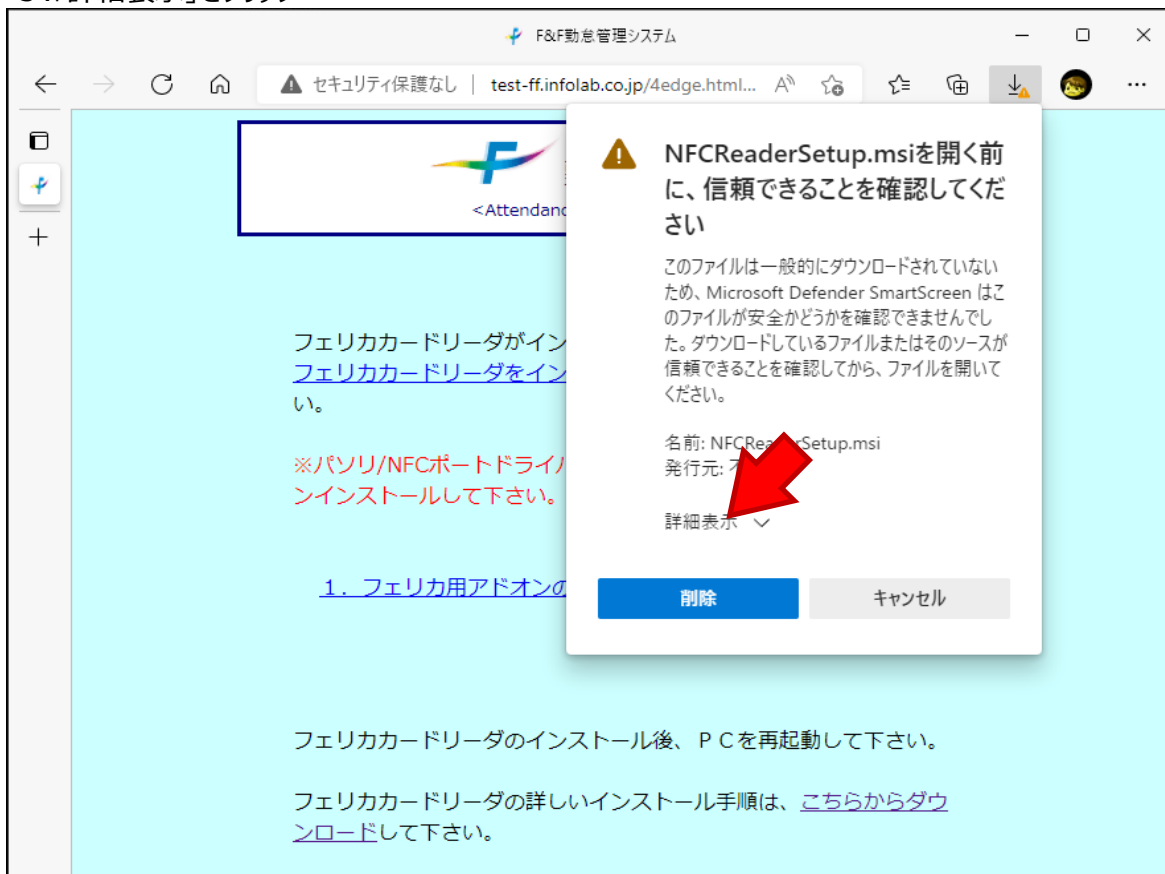 F&F勤怠管理システム
セキュリティ保護なし | test-ff.infolab.co.jp/4edge.html...
<Attendanc
NFCReaderSetup.msiを開く前
に、信頼できることを確認してくだ
さい
このファイルは一般的にダウンロードされていない
ため、Microsoft Defender SmartScreen はこ
のファイルが安全かどうかを確認できませんでし
た。ダウンロードしているファイルまたはそのソースが
信頼できることを確認してから、ファイルを開いて
ください。
名前: NFCReaderSetup.msi
発行元:
詳細表示
削除
キャンセル
フェリカカードリーダがイン
フェリカカードリーダをイン
い。
※パソリ/NFCポートドライ
ンインストールして下さい。
1. フェリカ用アドオンの
フェリカカードリーダのインストール後、PCを再起動して下さい。
フェリカカードリーダの詳しいインストール手順は、こちらからダウ
ンロードして下さい。